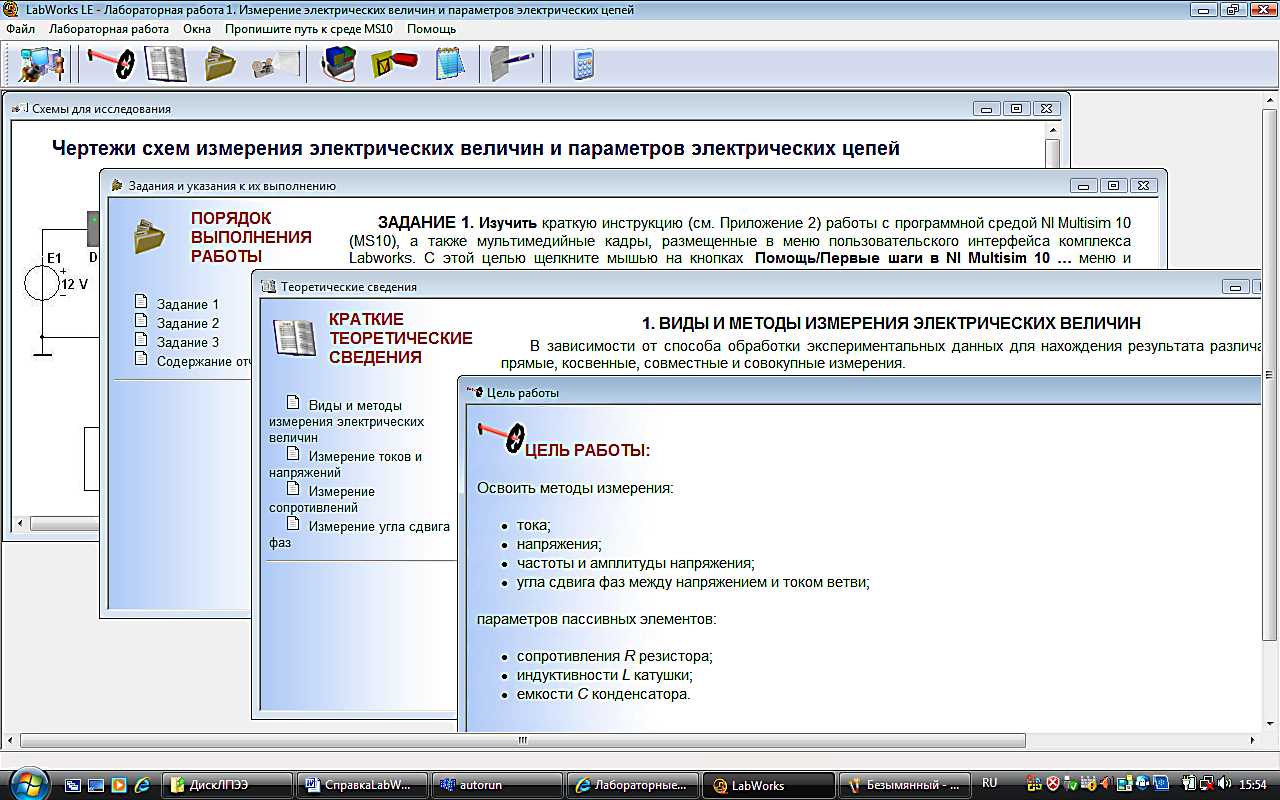 LabWorks LE - Лабораторная работа 1. Измерение электрических величин и параметров электрических цепей
Файл Лабораторная работа Окна Пропишите путь к среде MS10 Помощь
Схемы для исследования
Чертежи схем измерения электрических величин и параметров электрических цепей
E1
D
+
12 V
–
Задания и указания к их выполнению
ПОРЯДОК
ВЫПОЛНЕНИЯ
РАБОТЫ
Задание 1
Задание 2
Задание 3
Содержание отч
ЗАДАНИЕ 1. Изучить краткую инструкцию (см. Приложение 2) работы с программной средой NI Multisim 10
(MS10), а также мультимедийные кадры, размещенные в меню пользовательского интерфейса комплекса
Labworks. С этой целью щелкните мышью на кнопках Помощь/Первые шаги в NI Multisim 10 ... меню и
Теоретические сведения
КРАТКИЕ
ТЕОРЕТИЧЕСКИЕ
СВЕДЕНИЯ
Виды и методы
измерения электрических
величин
Измерение токов и
напряжений
Измерение
сопротивлений
Измерение угла сдвига
фаз
1. ВИДЫ И МЕТОДЫ ИЗМЕРЕНИЯ ЭЛЕКТРИЧЕСКИХ ВЕЛИЧИН
В зависимости от способа обработки экспериментальных данных для нахождения результата различа
прямые, косвенные, совместные и совокупные измерения.
Цель работы
ЦЕЛЬ РАБОТЫ:
Освоить методы измерения:
• тока;
• напряжения;
• частоты и амплитуды напряжения;
• угла сдвига фаз между напряжением и током ветви;
параметров пассивных элементов:
• сопротивления R резистора;
• индуктивности L катушки;
• емкости C конденсатора.
ДискЛПЭЭ СправкаLabW... autorun Лабораторные... LabWorks Безымянный - ... RU 15:54